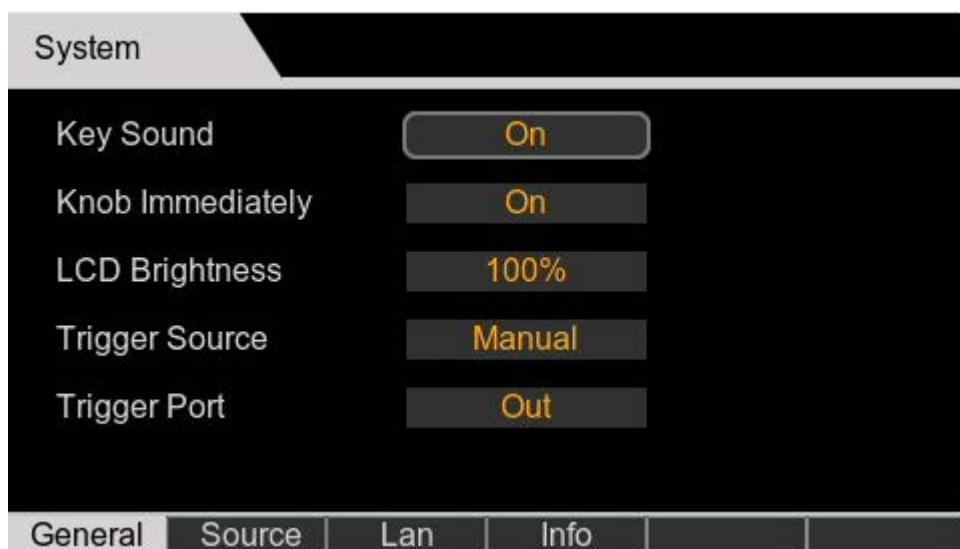 System
Key Sound On
Knob Immediately On
LCD Brightness 100%
Trigger Source Manual
Trigger Port Out
General Source Lan Info